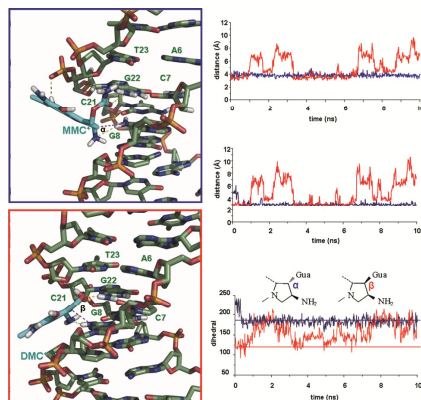 T23
A6
G22
C7
C21
MMC
α
G8
T23
A6
C21
G22
β
G8
C7
DMC
distance (Å)
12
10
8
6
4
2
0
0
2
4
6
8
10
time (ns)
distance (Å)
12
10
8
6
4
2
0
0
2
4
6
8
10
time (ns)
Gua
α
N
NH₂
Gua
β
N
NH₂
dihedral
250
200
150
100
50
0
2
4
6
8
10
time (ns)